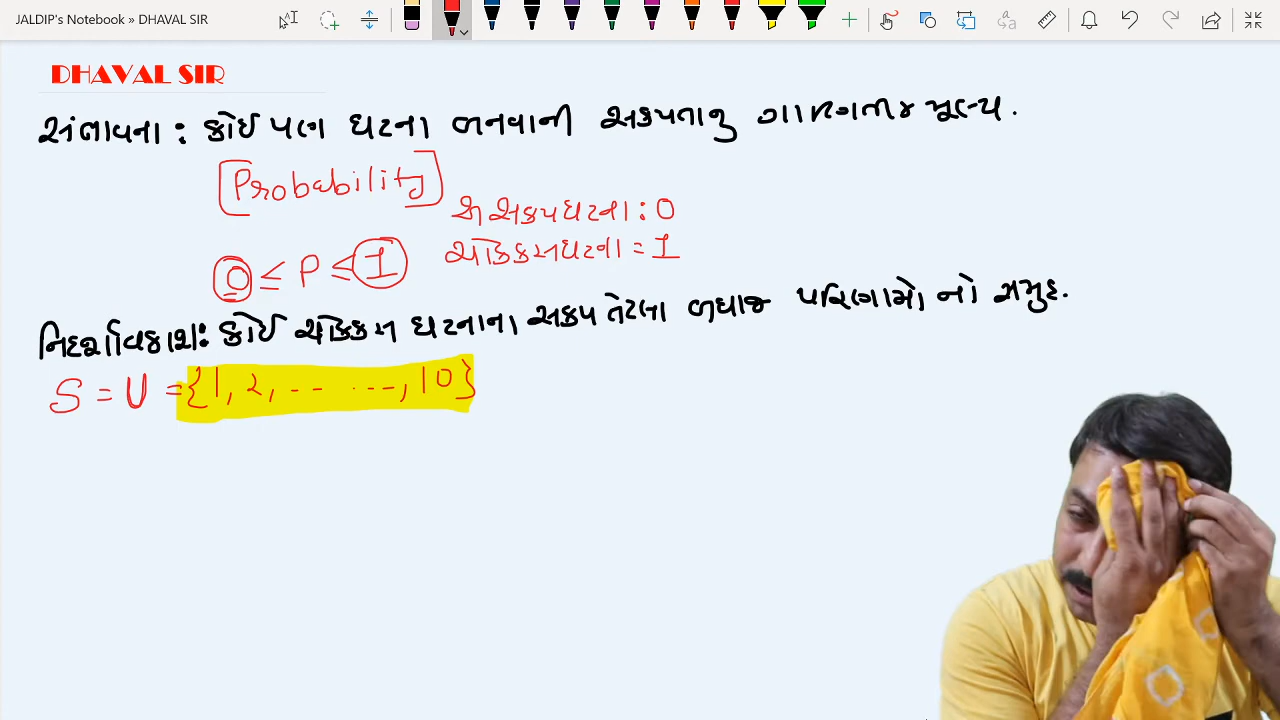 JALDIP's Notebook » DHAVAL SIR
DHAVAL SIR
સંભાવના : કોઈ પણ ઘટના બનવાની શક્યતાનું ગાણિતીક મૂલ્ય.
[Probability]
અશક્ય ઘટના : 0
ચોક્કસ ઘટના = 1
0 ≤ P ≤ 1
નિદર્શાવકાશ: કોઈ ચોક્કસ ઘટનાના શક્ય તેટલા બધાજ પરિણામો નો સમુહ.
S = U = {1, 2, -- ---, 10}